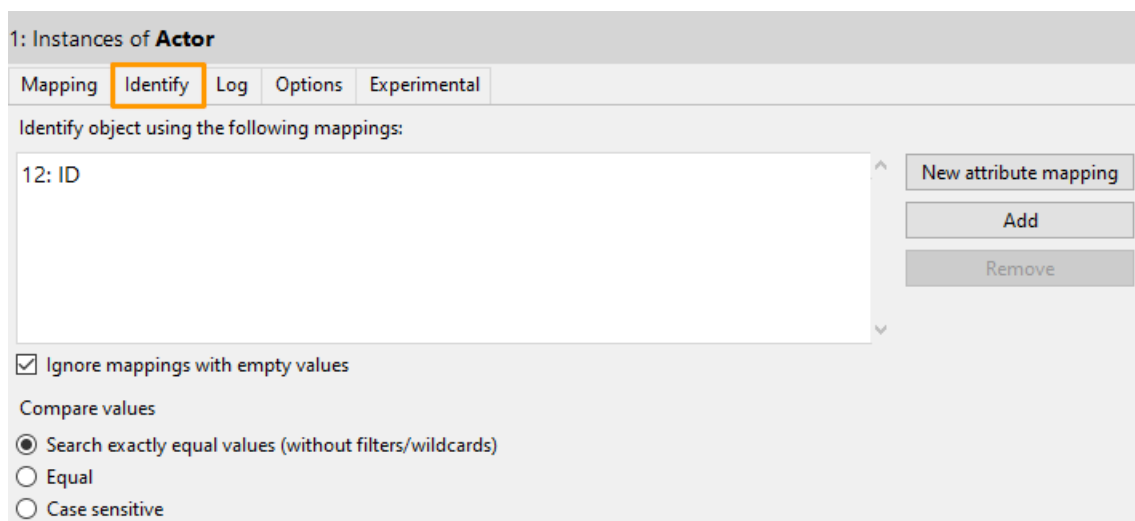 1: Instances of Actor
Mapping Identify Log Options Experimental
Identify object using the following mappings:
12: ID
New attribute mapping
Add
Remove
Ignore mappings with empty values
Compare values
Search exactly equal values (without filters/wildcards)
Equal
Case sensitive